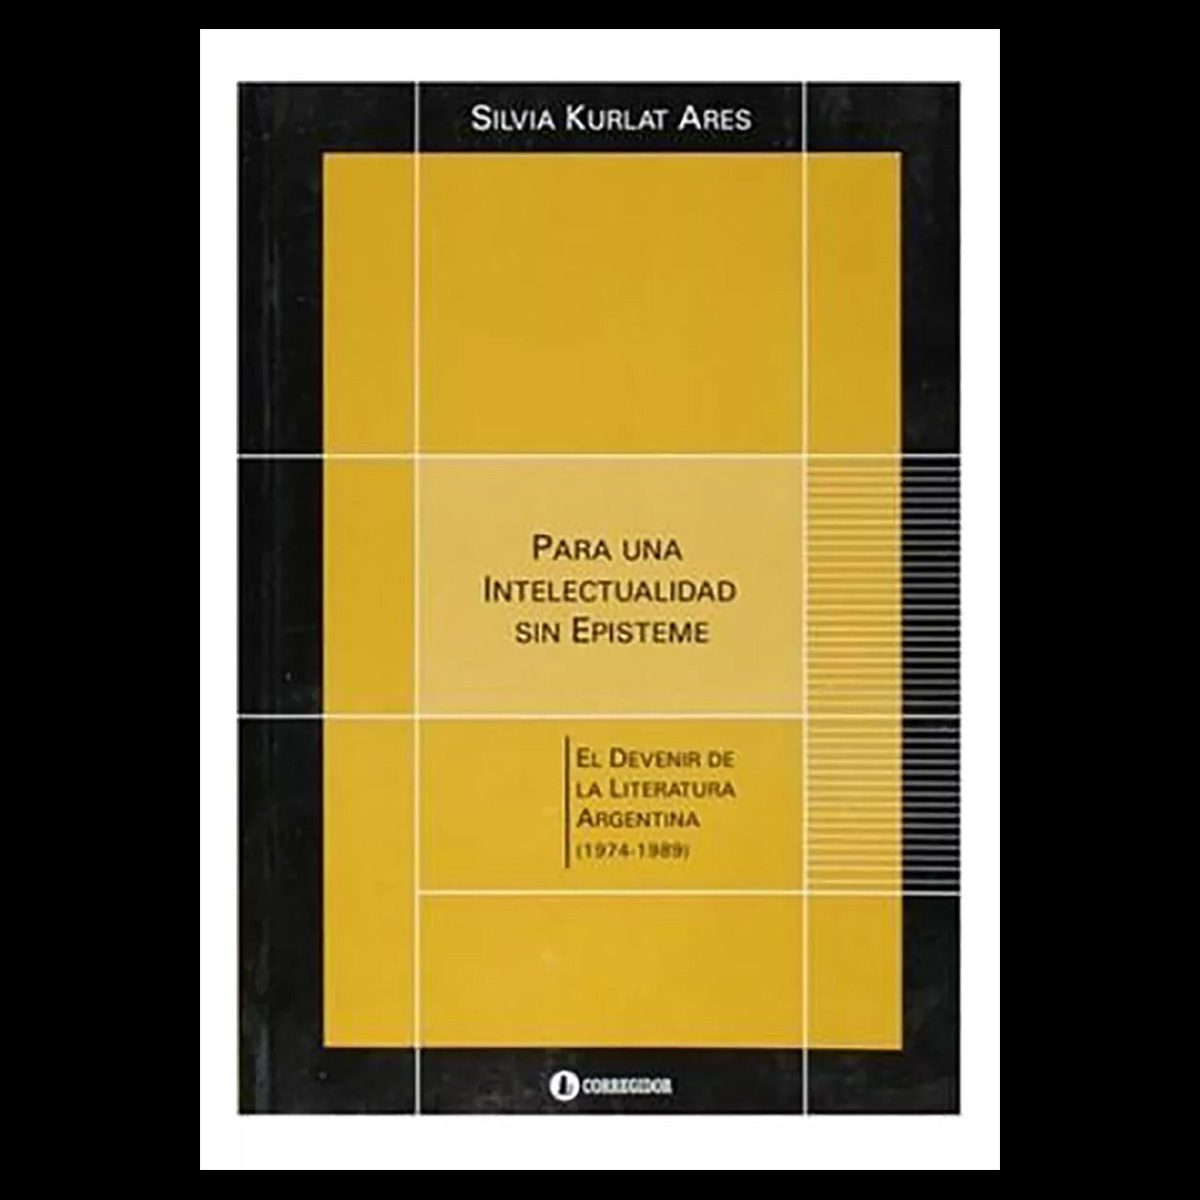 SILVIA KURLAT ARES
PARA UNA
INTELECTUALIDAD
SIN EPISTEME
EL DEVENIR DE
LA LITERATURA
ARGENTINA
(1974-1989)
CORREGIDOR